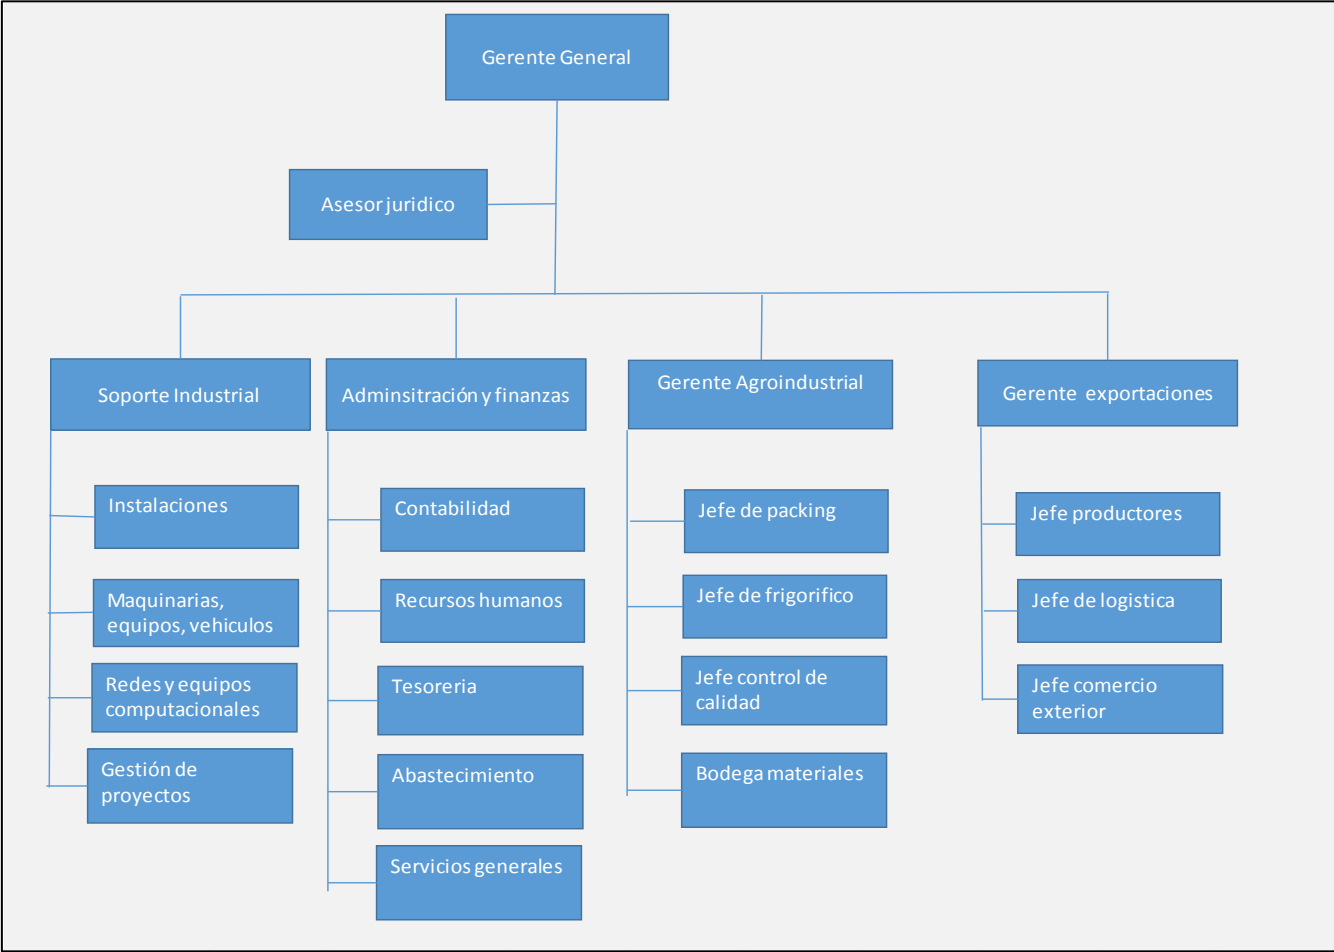 Gerente General
Asesor juridico
Soporte Industrial
Adminsitración y finanzas
Gerente Agroindustrial
Gerente exportaciones
Instalaciones
Maquinarias,
equipos, vehiculos
Redes y equipos
computacionales
Gestión de
proyectos
Contabilidad
Recursos humanos
Tesoreria
Abastecimiento
Servicios generales
Jefe de packing
Jefe de frigorifico
Jefe control de
calidad
Bodega materiales
Jefe productores
Jefe de logistica
Jefe comercio
exterior